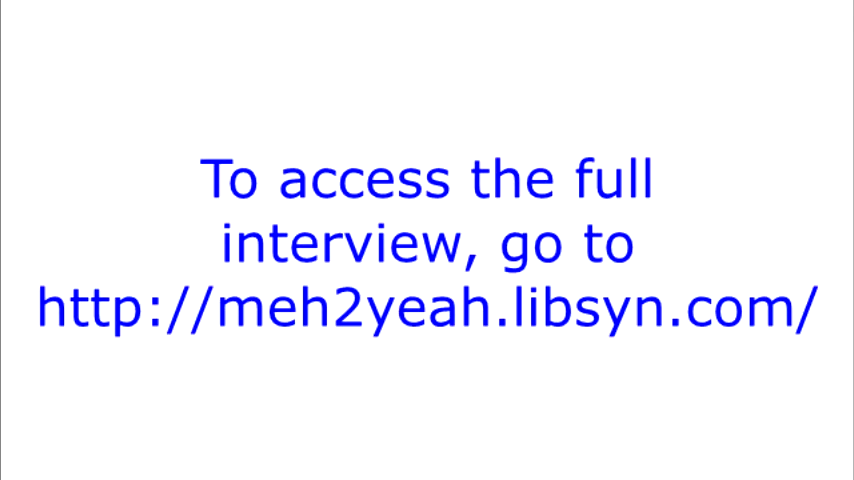 To access the full
interview, go to
http://meh2yeah.libsyn.com/